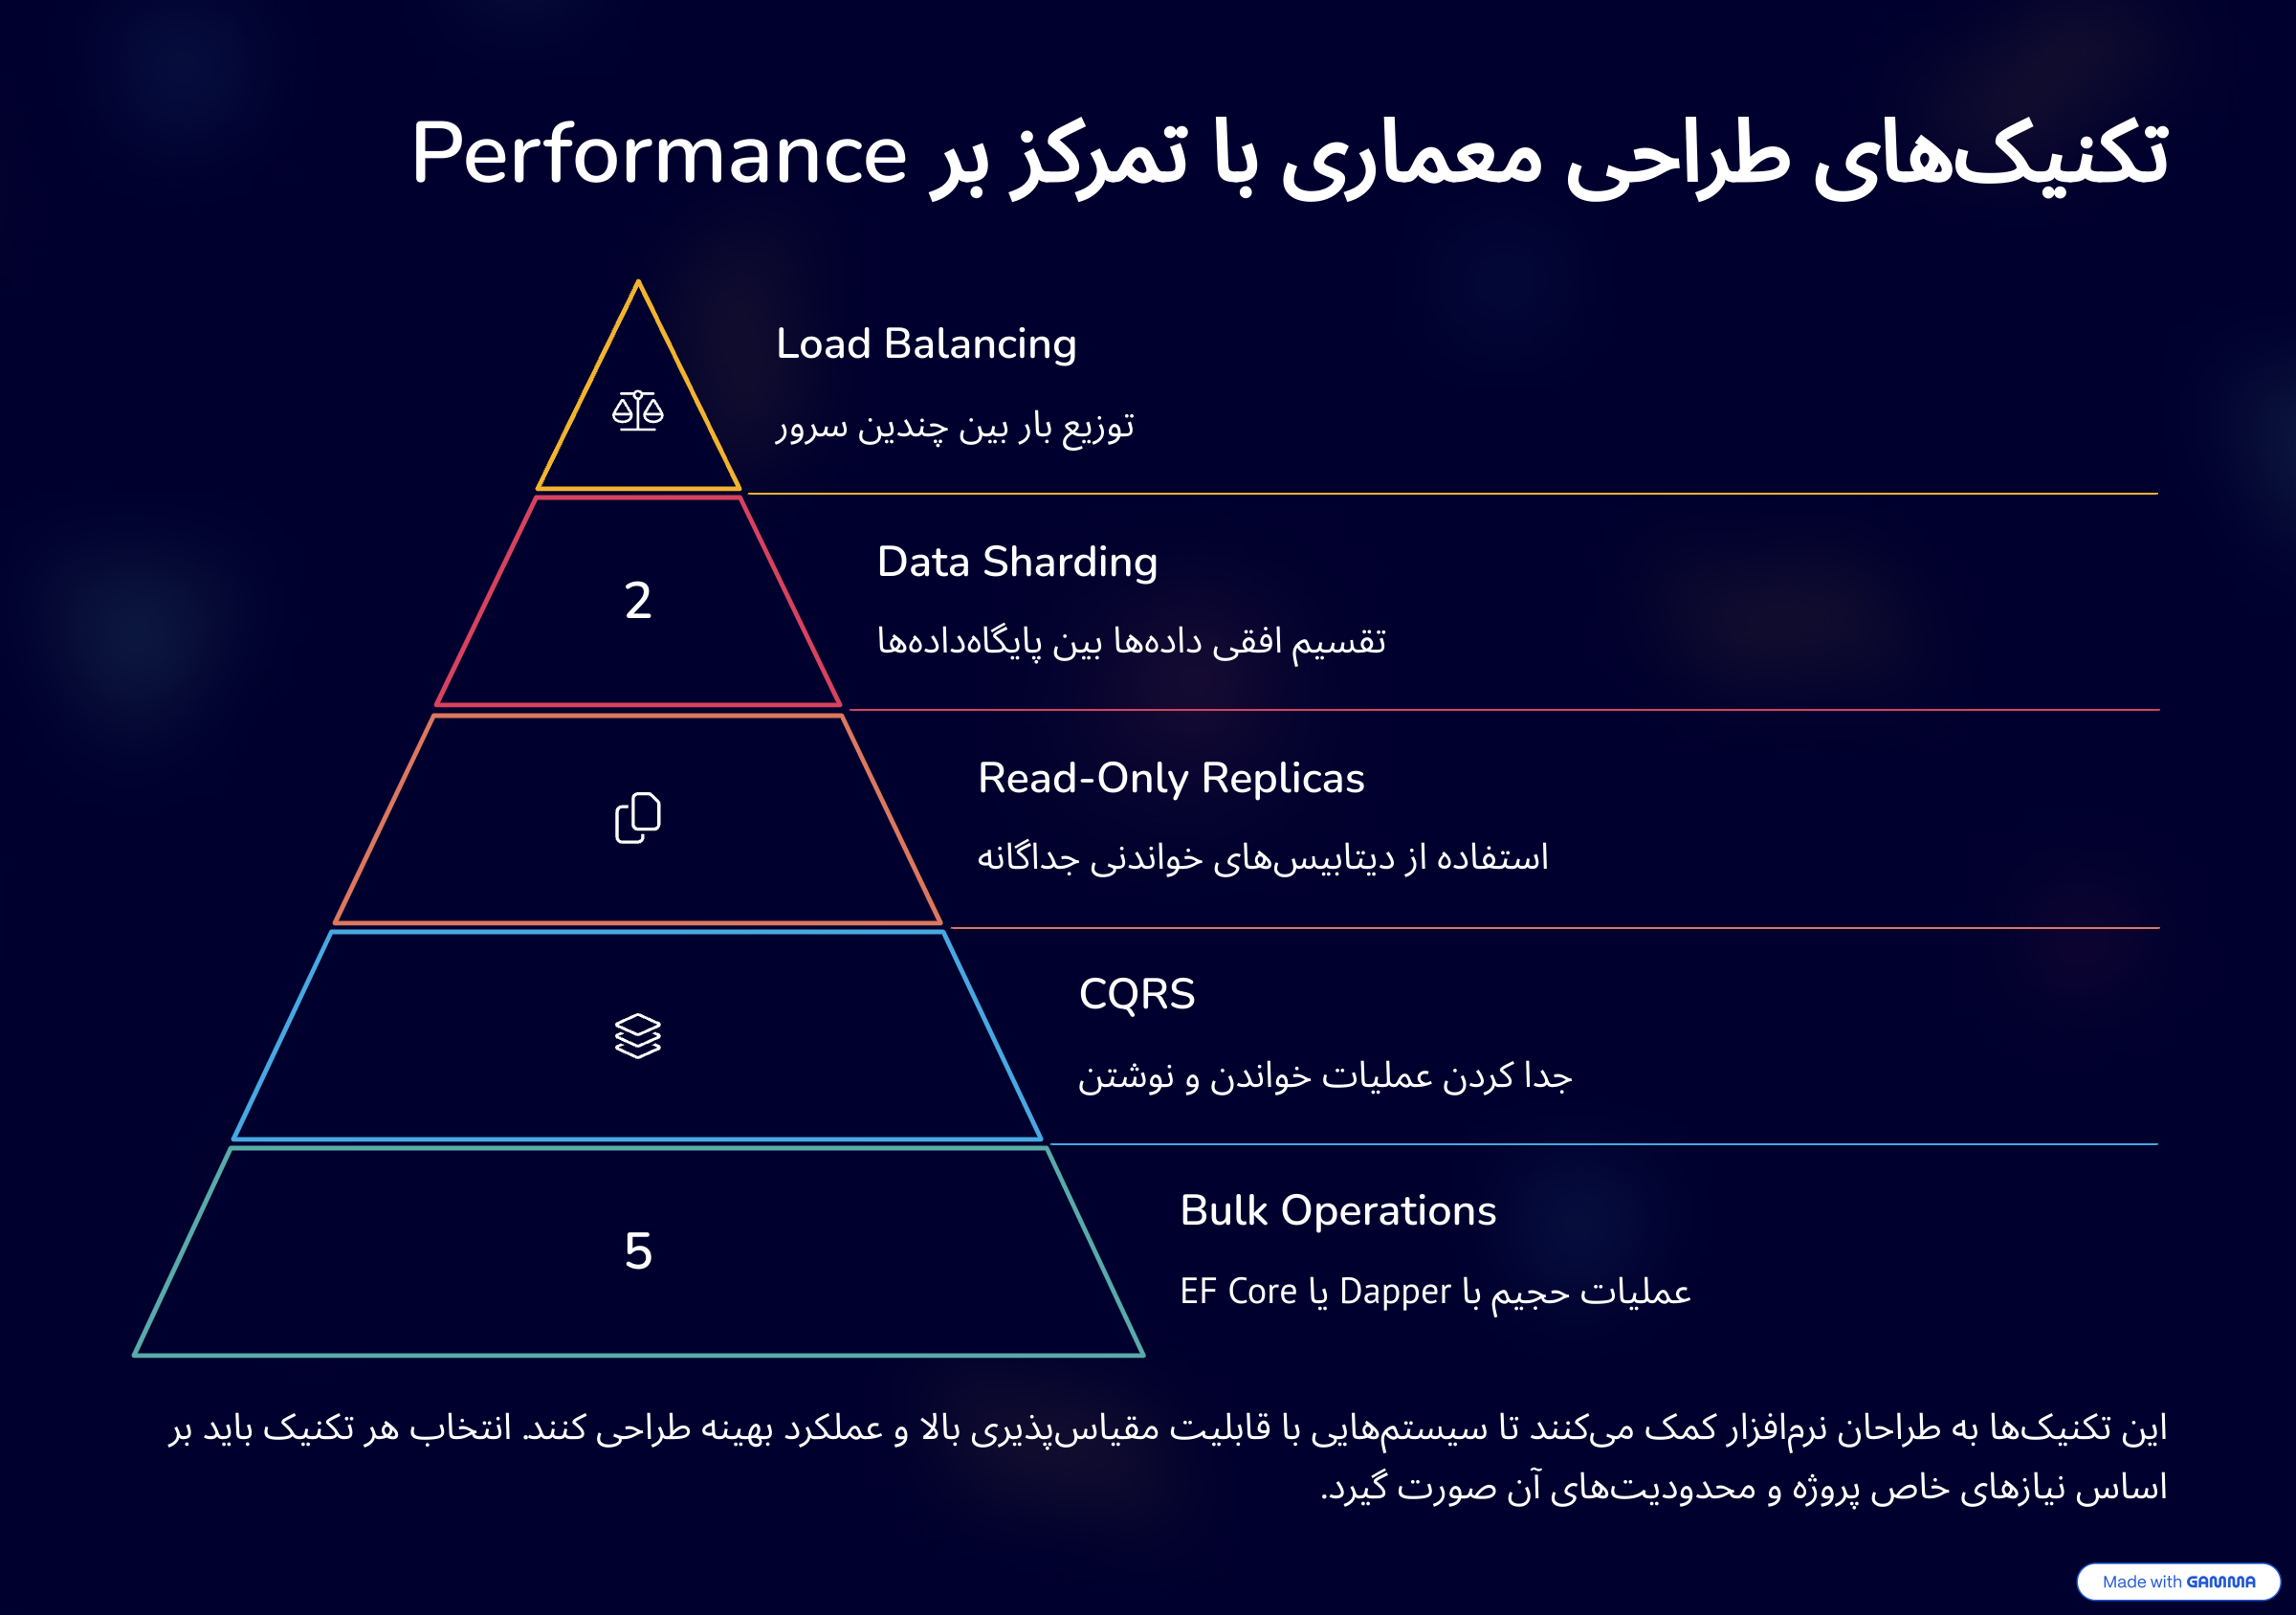 تکنیک‌های طراحی معماری با تمرکز بر Performance
Load Balancing
توزیع بار بین چندین سرور
2
Data Sharding
تقسیم افقی داده‌ها بین پایگاه‌داده‌ها
Read-Only Replicas
استفاده از دیتابیس‌های خواندنی جداگانه
CQRS
جدا کردن عملیات خواندن و نوشتن
5
Bulk Operations
عملیات حجیم با Dapper یا EF Core
این تکنیک‌ها به طراحان نرم‌افزار کمک می‌کنند تا سیستم‌هایی با قابلیت مقیاس‌پذیری بالا و عملکرد بهینه طراحی کنند. انتخاب هر تکنیک باید بر
اساس نیازهای خاص پروژه و محدودیت‌های آن صورت گیرد.
Made with GAMMA